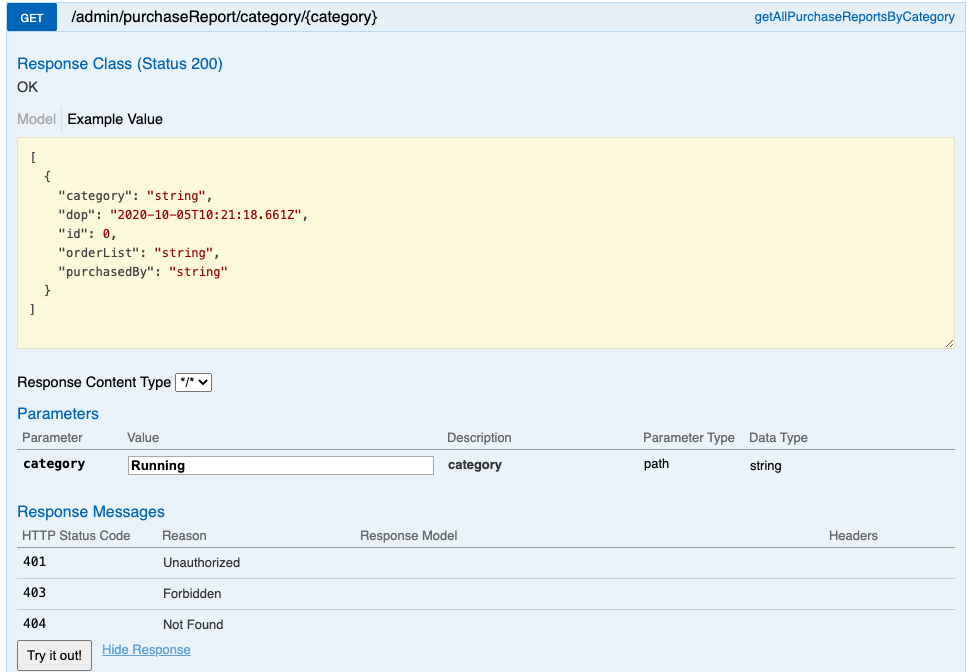 GET /admin/purchaseReport/category/{category} getAllPurchaseReportsByCategory
Response Class (Status 200)
OK
Model Example Value
[
{
"category": "string",
"dop": "2020-10-05T10:21:18.661Z",
"id": 0,
"orderList": "string",
"purchasedBy": "string"
}
]
Response Content Type */*
Parameters
Parameter Value Description Parameter Type Data Type
category Running category path string
Response Messages
HTTP Status Code Reason Response Model Headers
401 Unauthorized
403 Forbidden
404 Not Found
Try it out! Hide Response